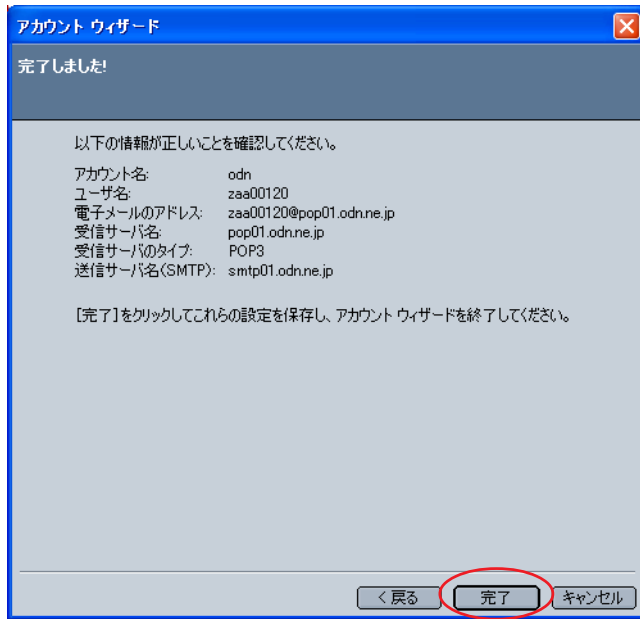 アカウント ウィザード
完了しました!
以下の情報が正しいことを確認してください。
アカウント名: odn
ユーザ名: zaa00120
電子メールのアドレス: zaa00120@pop01.odn.ne.jp
受信サーバ名: pop01.odn.ne.jp
受信サーバのタイプ: POP3
送信サーバ名(SMTP): smtp01.odn.ne.jp
[完了]をクリックしてこれらの設定を保存し、アカウント ウィザードを終了してください。
< 戻る 完了 キャンセル